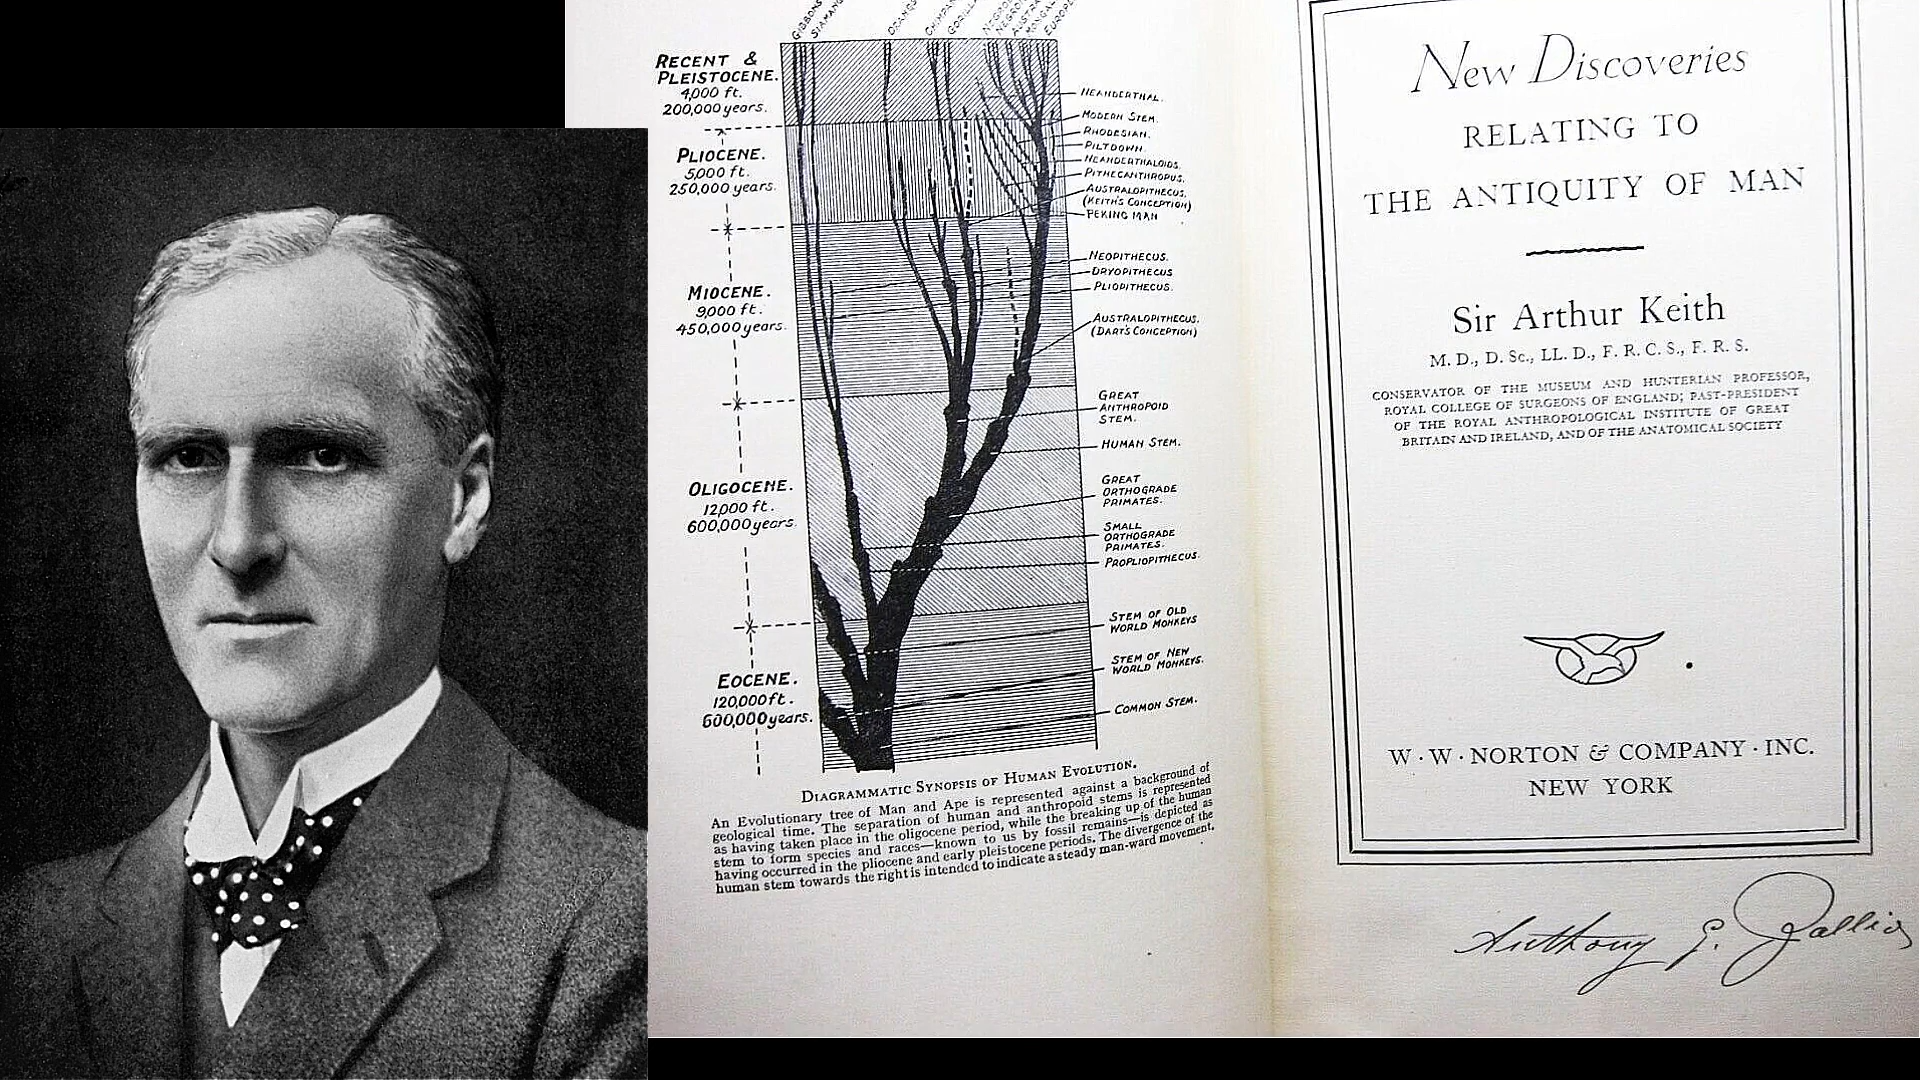 GIBBONS
SIAMANG
ORANGS
GORILLA
RECENT &
PLEISTOCENE.
4,000 ft.
200,000 years.
PLIOCENE.
5,000 ft.
250,000 years.
MIOCENE.
9,000 ft.
450,000 years.
OLIGOCENE.
12,000 ft.
600,000 years.
EOCENE.
120,000 ft.
600,000 years.
NEANDERTHAL.
MODERN STEM.
RHODESIAN.
PILTDOWN.
NEANDERTHALOIDS.
PITHECANTHROPUS.
AUSTRALOPITHECUS.
(KEITH'S CONCEPTION)
PEKING MAN
NEOPITHECUS.
DRYOPITHECUS
PLIOPITHECUS.
AUSTRALOPITHECUS.
(DART'S CONCEPTION)
GREAT
ANTHROPOID
STEM.
HUMAN STEM.
GREAT
ORTHOGRADE
PRIMATES.
SMALL
ORTHOGRADE
PRIMATES.
PROPLIOPITHECUS.
STEM OF OLD
WORLD MONKEYS
STEM OF NEW
WORLD MONKEYS.
COMMON STEM.
DIAGRAMMATIC SYNOPSIS OF HUMAN EVOLUTION.
An Evolutionary tree of Man and Ape is represented against a background of
geological time. The separation of human and anthropoid stems is represented
as having taken place in the oligocene period, while the breaking up of the human
stem to form species and races—known to us by fossil remains—is depicted as
having occurred in the pliocene and early pleistocene periods. The divergence of the
human stem towards the right is intended to indicate a steady man-ward movement.
New Discoveries
RELATING TO
THE ANTIQUITY OF MAN
Sir Arthur Keith
M. D., D. Sc., LL. D., F. R. C. S., F. R. S.
CONSERVATOR OF THE MUSEUM AND HUNTERIAN PROFESSOR,
ROYAL COLLEGE OF SURGEONS OF ENGLAND; PAST-PRESIDENT
OF THE ROYAL ANTHROPOLOGICAL INSTITUTE OF GREAT
BRITAIN AND IRELAND, AND OF THE ANATOMICAL SOCIETY
W · W · NORTON & COMPANY · INC.
NEW YORK
Anthony G.